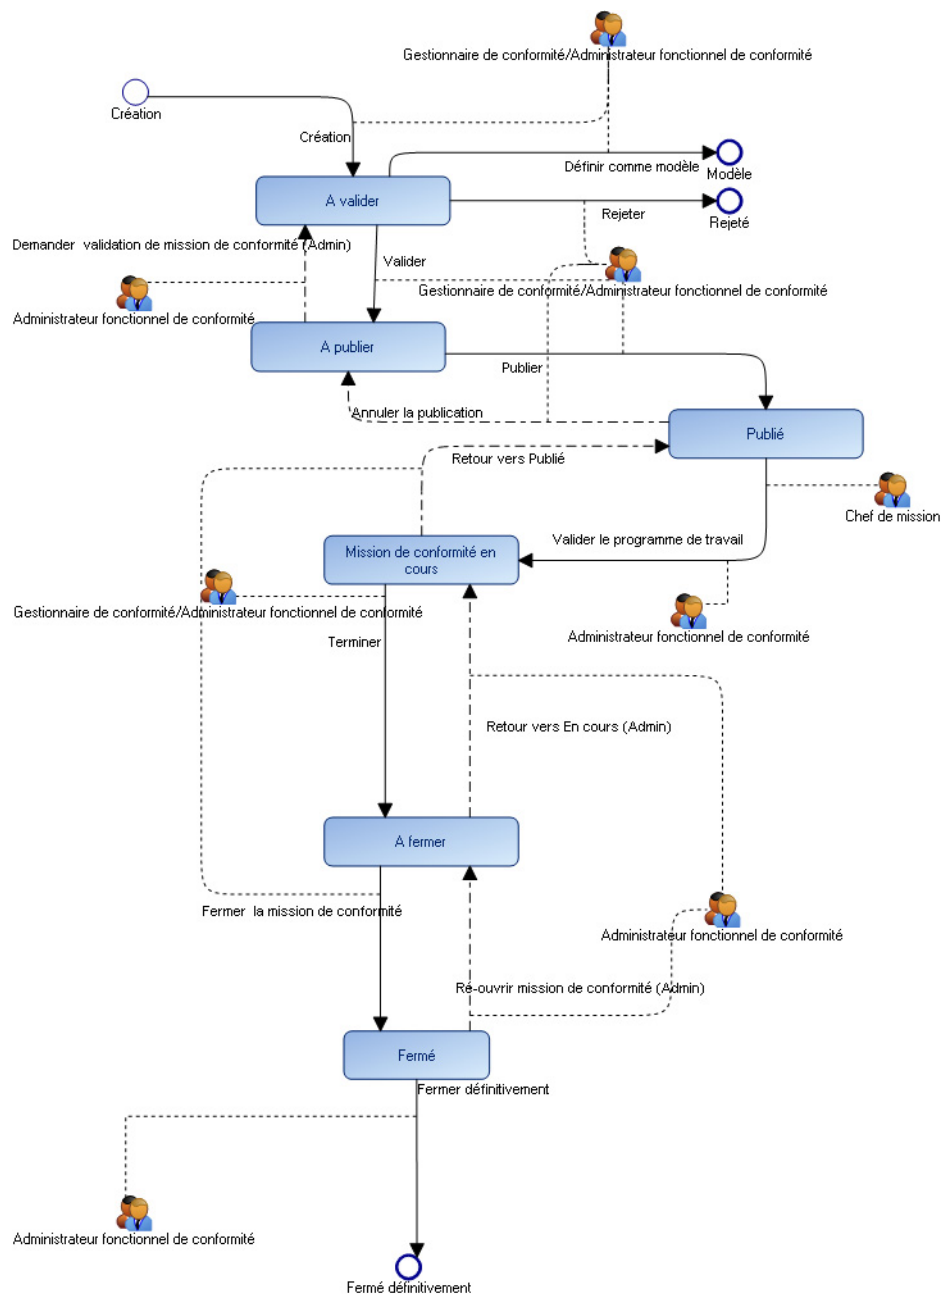 Gestionnaire de conformité/Administrateur fonctionnel de conformité
Création
Création
Définir comme modèle
Modèle
A valider
Rejeter
Rejeté
Demander  validation de mission de conformité (Admin)
Valider
Gestionnaire de conformité/Administrateur fonctionnel de conformité
Administrateur fonctionnel de conformité
A publier
Publier
Annuler la publication
Publié
Retour vers Publié
Chef de mission
Valider le programme de travail
Mission de conformité en
cours
Gestionnaire de conformité/Administrateur fonctionnel de conformité
Administrateur fonctionnel de conformité
Terminer
Retour vers En cours (Admin)
A fermer
Fermer  la mission de conformité
Administrateur fonctionnel de conformité
Ré-ouvrir mission de conformité (Admin)
Fermé
Fermer définitivement
Administrateur fonctionnel de conformité
Fermé définitivement